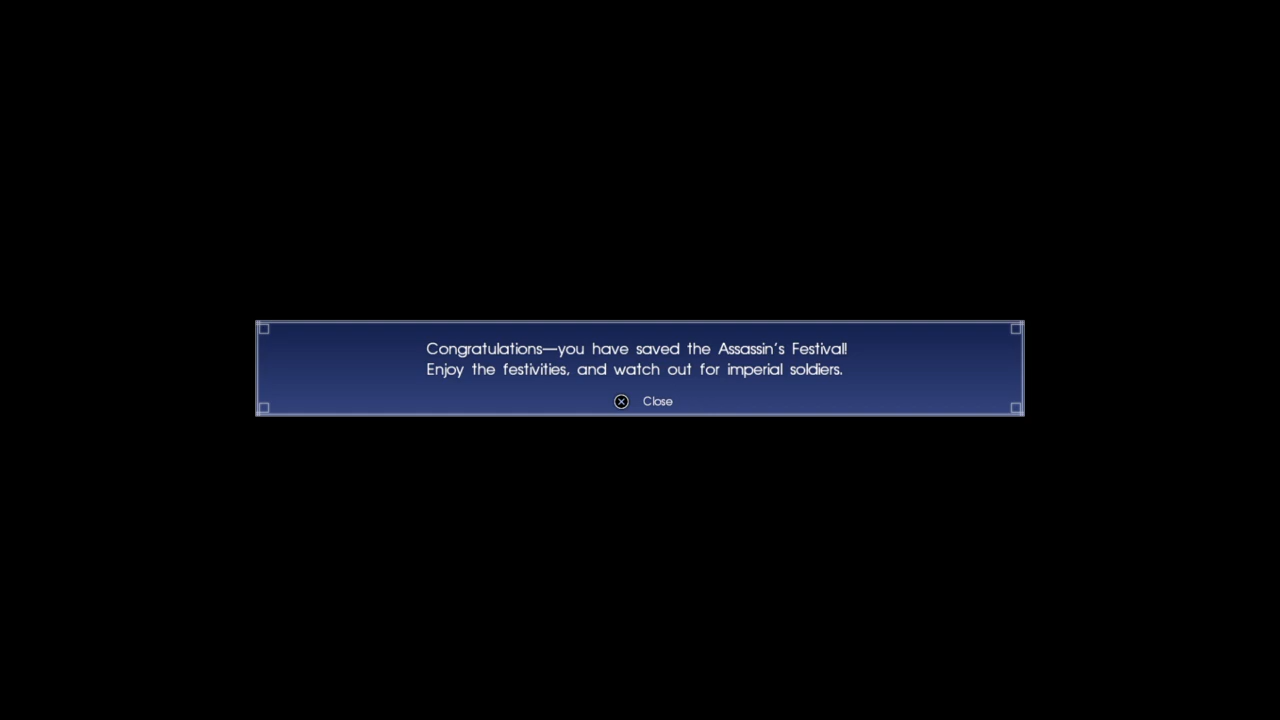 Congratulations—you have saved the Assassin's Festival!
Enjoy the festivities, and watch out for imperial soldiers.
Close